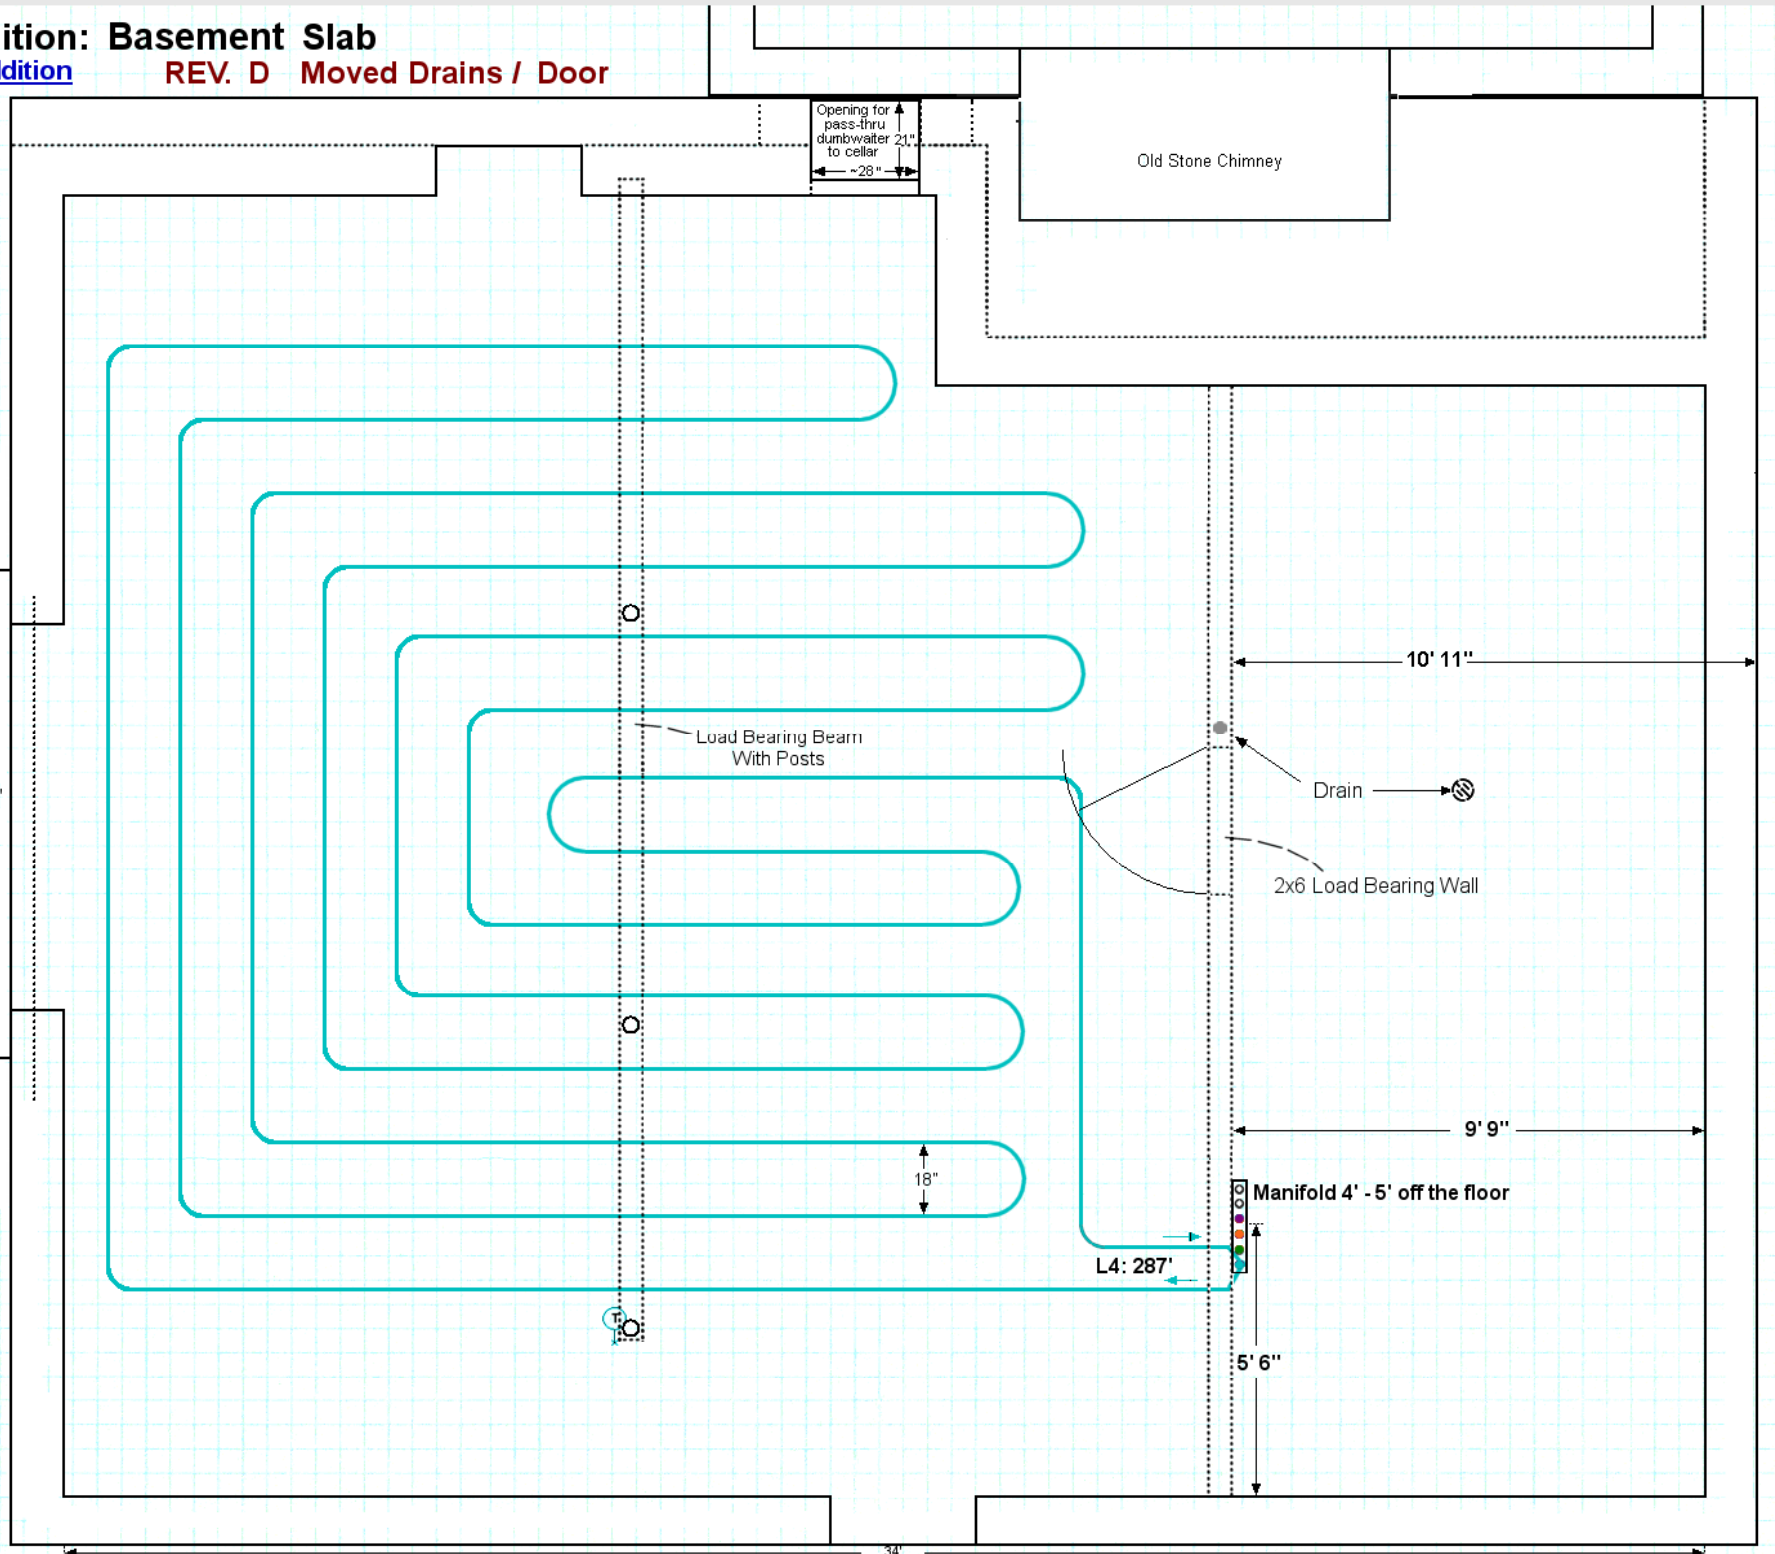 ition: Basement Slab
ddition
REV. D Moved Drains / Door
Opening for
pass-thru
dumbwaiter 21"
to cellar
~28"
Old Stone Chimney
10' 11"
Load Bearing Beam
With Posts
Drain
2x6 Load Bearing Wall
9' 9"
18"
Manifold 4' - 5' off the floor
L4: 287'
T
5' 6"
34'